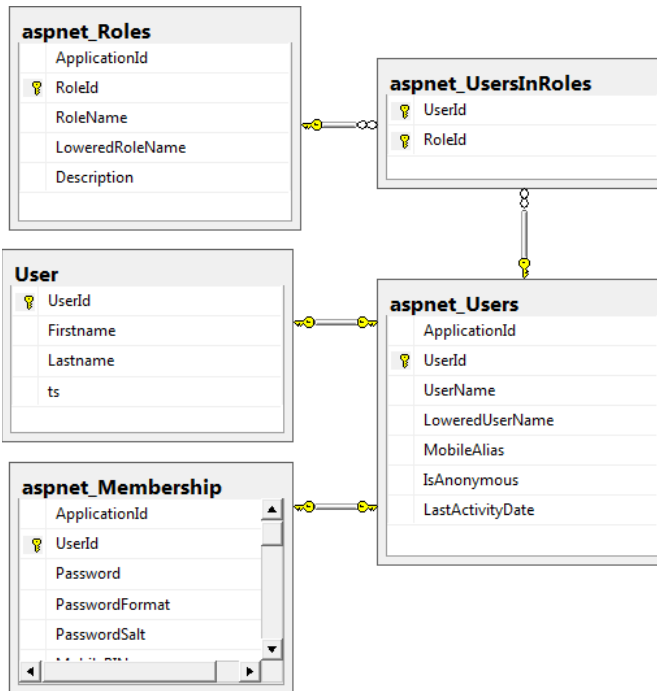 aspnet_Roles
ApplicationId
RoleId
RoleName
LoweredRoleName
Description
aspnet_UsersInRoles
UserId
RoleId
User
UserId
Firstname
Lastname
ts
aspnet_Users
ApplicationId
UserId
UserName
LoweredUserName
MobileAlias
IsAnonymous
LastActivityDate
aspnet_Membership
ApplicationId
UserId
Password
PasswordFormat
PasswordSalt